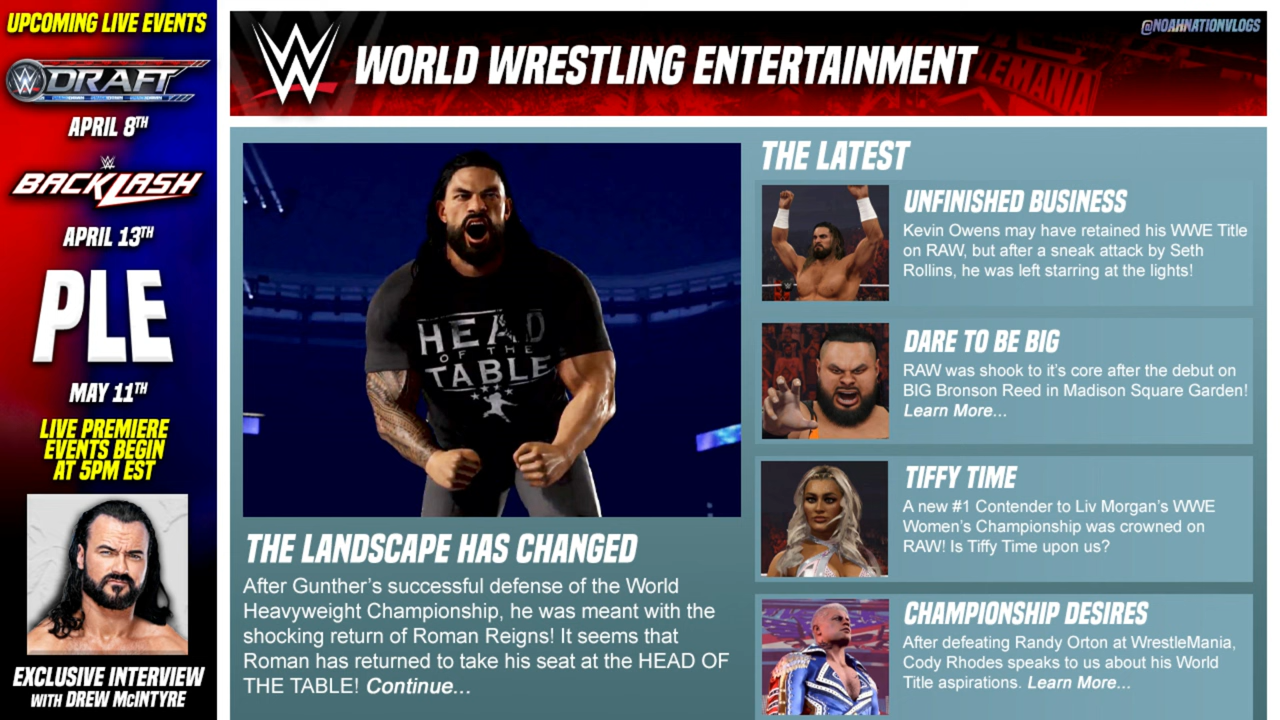 UPCOMING LIVE EVENTS
W DRAFT
APRIL 8TH
W
BACKLASH
APRIL 13TH
PLE
MAY 11TH
LIVE PREMIERE
EVENTS BEGIN
AT 5PM EST
EXCLUSIVE INTERVIEW
WITH DREW McINTYRE
@NOAHNATIONVLOGS
W WORLD WRESTLING ENTERTAINMENT
LEMANIA
HEAD
OF THE
TABLE
THE LANDSCAPE HAS CHANGED
After Gunther's successful defense of the World
Heavyweight Championship, he was meant with the
shocking return of Roman Reigns! It seems that
Roman has returned to take his seat at the HEAD OF
THE TABLE! Continue...
THE LATEST
UNFINISHED BUSINESS
Kevin Owens may have retained his WWE Title
on RAW, but after a sneak attack by Seth
Rollins, he was left starring at the lights!
DARE TO BE BIG
RAW was shook to it's core after the debut on
BIG Bronson Reed in Madison Square Garden!
Learn More...
TIFFY TIME
A new #1 Contender to Liv Morgan's WWE
Women's Championship was crowned on
RAW! Is Tiffy Time upon us?
CHAMPIONSHIP DESIRES
After defeating Randy Orton at WrestleMania,
Cody Rhodes speaks to us about his World
Title aspirations. Learn More...